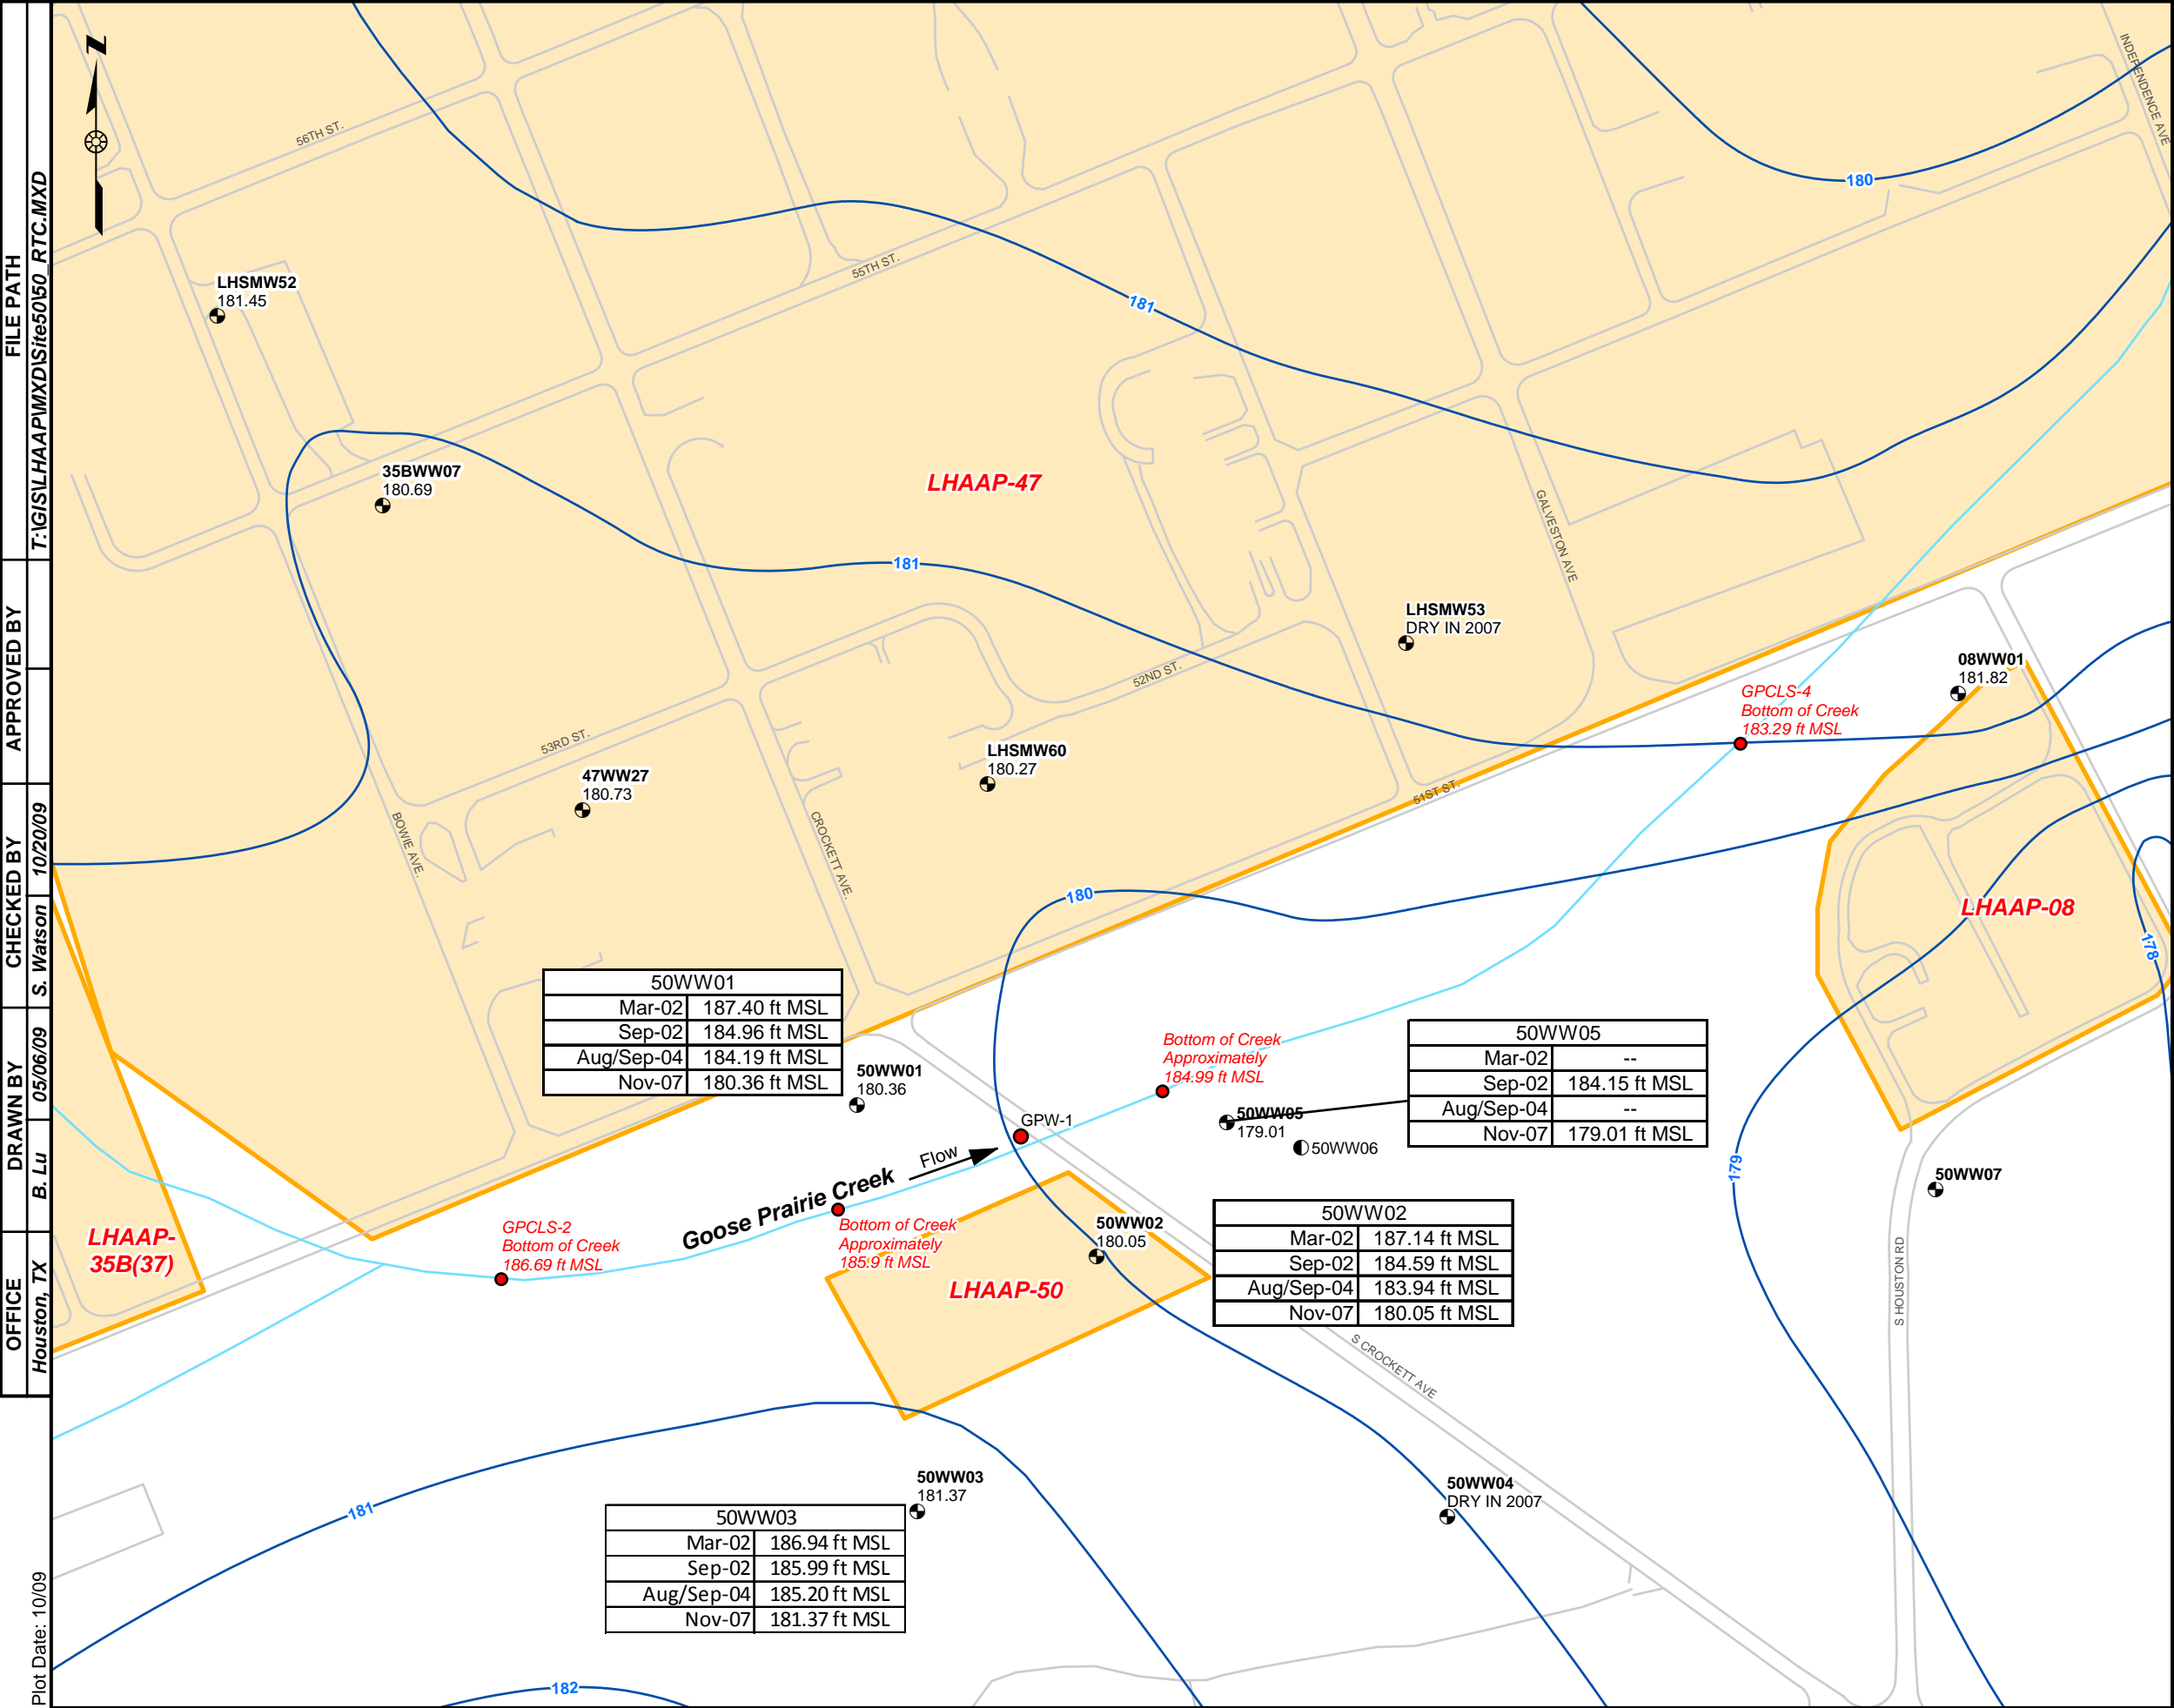 FILE PATH
T:\GIS\LHAAP\MXD\Site50\50_RTC.MXD
APPROVED BY
CHECKED BY
S. Watson 10/20/09
DRAWN BY
B. Lu 05/06/09
OFFICE
Houston, TX
Plot Date: 10/09
N
56TH ST.
INDEPENDENCE AVE
180
LHSMW52
181.45
55TH ST.
181
35BWW07
180.69
LHAAP-47
GALVESTON AVE
181
LHSMW53
DRY IN 2007
52ND ST.
08WW01
181.82
GPCLS-4
Bottom of Creek
183.29 ft MSL
53RD ST.
LHSMW60
180.27
47WW27
180.73
51ST ST.
BOWIE AVE.
CROCKETT AVE.
180
LHAAP-08
178
50WW01
Mar-02 187.40 ft MSL
Sep-02 184.96 ft MSL
Aug/Sep-04 184.19 ft MSL
Nov-07 180.36 ft MSL
50WW01
180.36
Bottom of Creek
Approximately
184.99 ft MSL
50WW05
Mar-02 --
Sep-02 184.15 ft MSL
Aug/Sep-04 --
Nov-07 179.01 ft MSL
GPW-1
50WW05
179.01
50WW06
Flow
Goose Prairie Creek
179
50WW07
LHAAP-
35B(37)
GPCLS-2
Bottom of Creek
186.69 ft MSL
Bottom of Creek
Approximately
185.9 ft MSL
50WW02
180.05
50WW02
Mar-02 187.14 ft MSL
Sep-02 184.59 ft MSL
Aug/Sep-04 183.94 ft MSL
Nov-07 180.05 ft MSL
LHAAP-50
S HOUSTON RD
S CROCKETT AVE
181
50WW03
181.37
50WW04
DRY IN 2007
50WW03
Mar-02 186.94 ft MSL
Sep-02 185.99 ft MSL
Aug/Sep-04 185.20 ft MSL
Nov-07 181.37 ft MSL
182